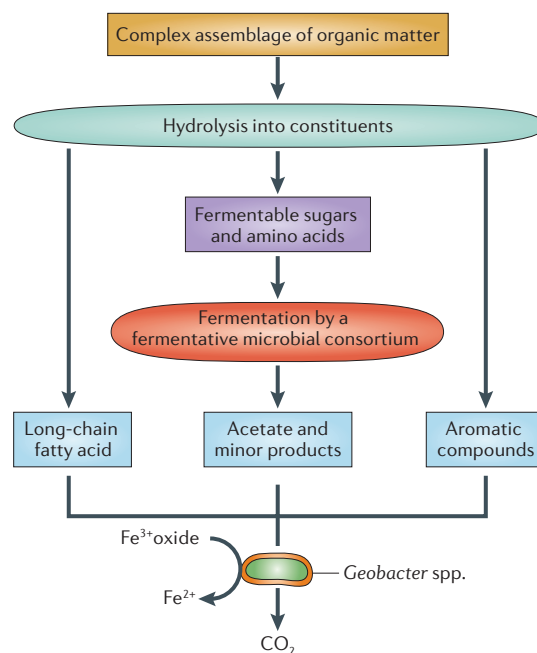 Complex assemblage of organic matter
Hydrolysis into constituents
Fermentable sugars
and amino acids
Fermentation by a
fermentative microbial consortium
Long-chain
fatty acid
Acetate and
minor products
Aromatic
compounds
Fe³⁺oxide
Geobacter spp.
Fe²⁺
CO₂